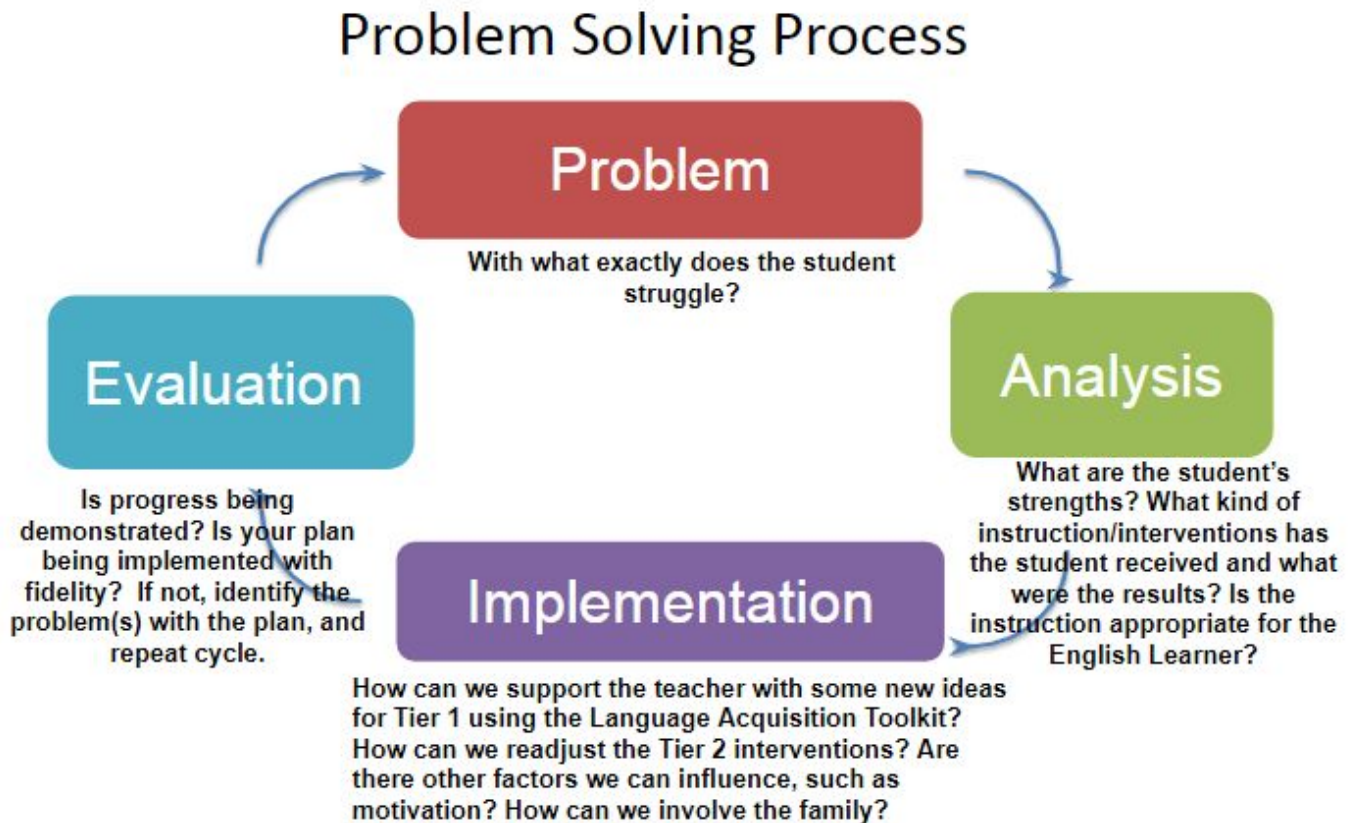 Problem Solving Process
Problem
With what exactly does the student
struggle?
Analysis
What are the student's
strengths? What kind of
instruction/interventions has
the student received and what
were the results? Is the
instruction appropriate for the
English Learner?
Implementation
How can we support the teacher with some new ideas
for Tier 1 using the Language Acquisition Toolkit?
How can we readjust the Tier 2 interventions? Are
there other factors we can influence, such as
motivation? How can we involve the family?
Evaluation
Is progress being
demonstrated? Is your plan
being implemented with
fidelity? If not, identify the
problem(s) with the plan, and
repeat cycle.